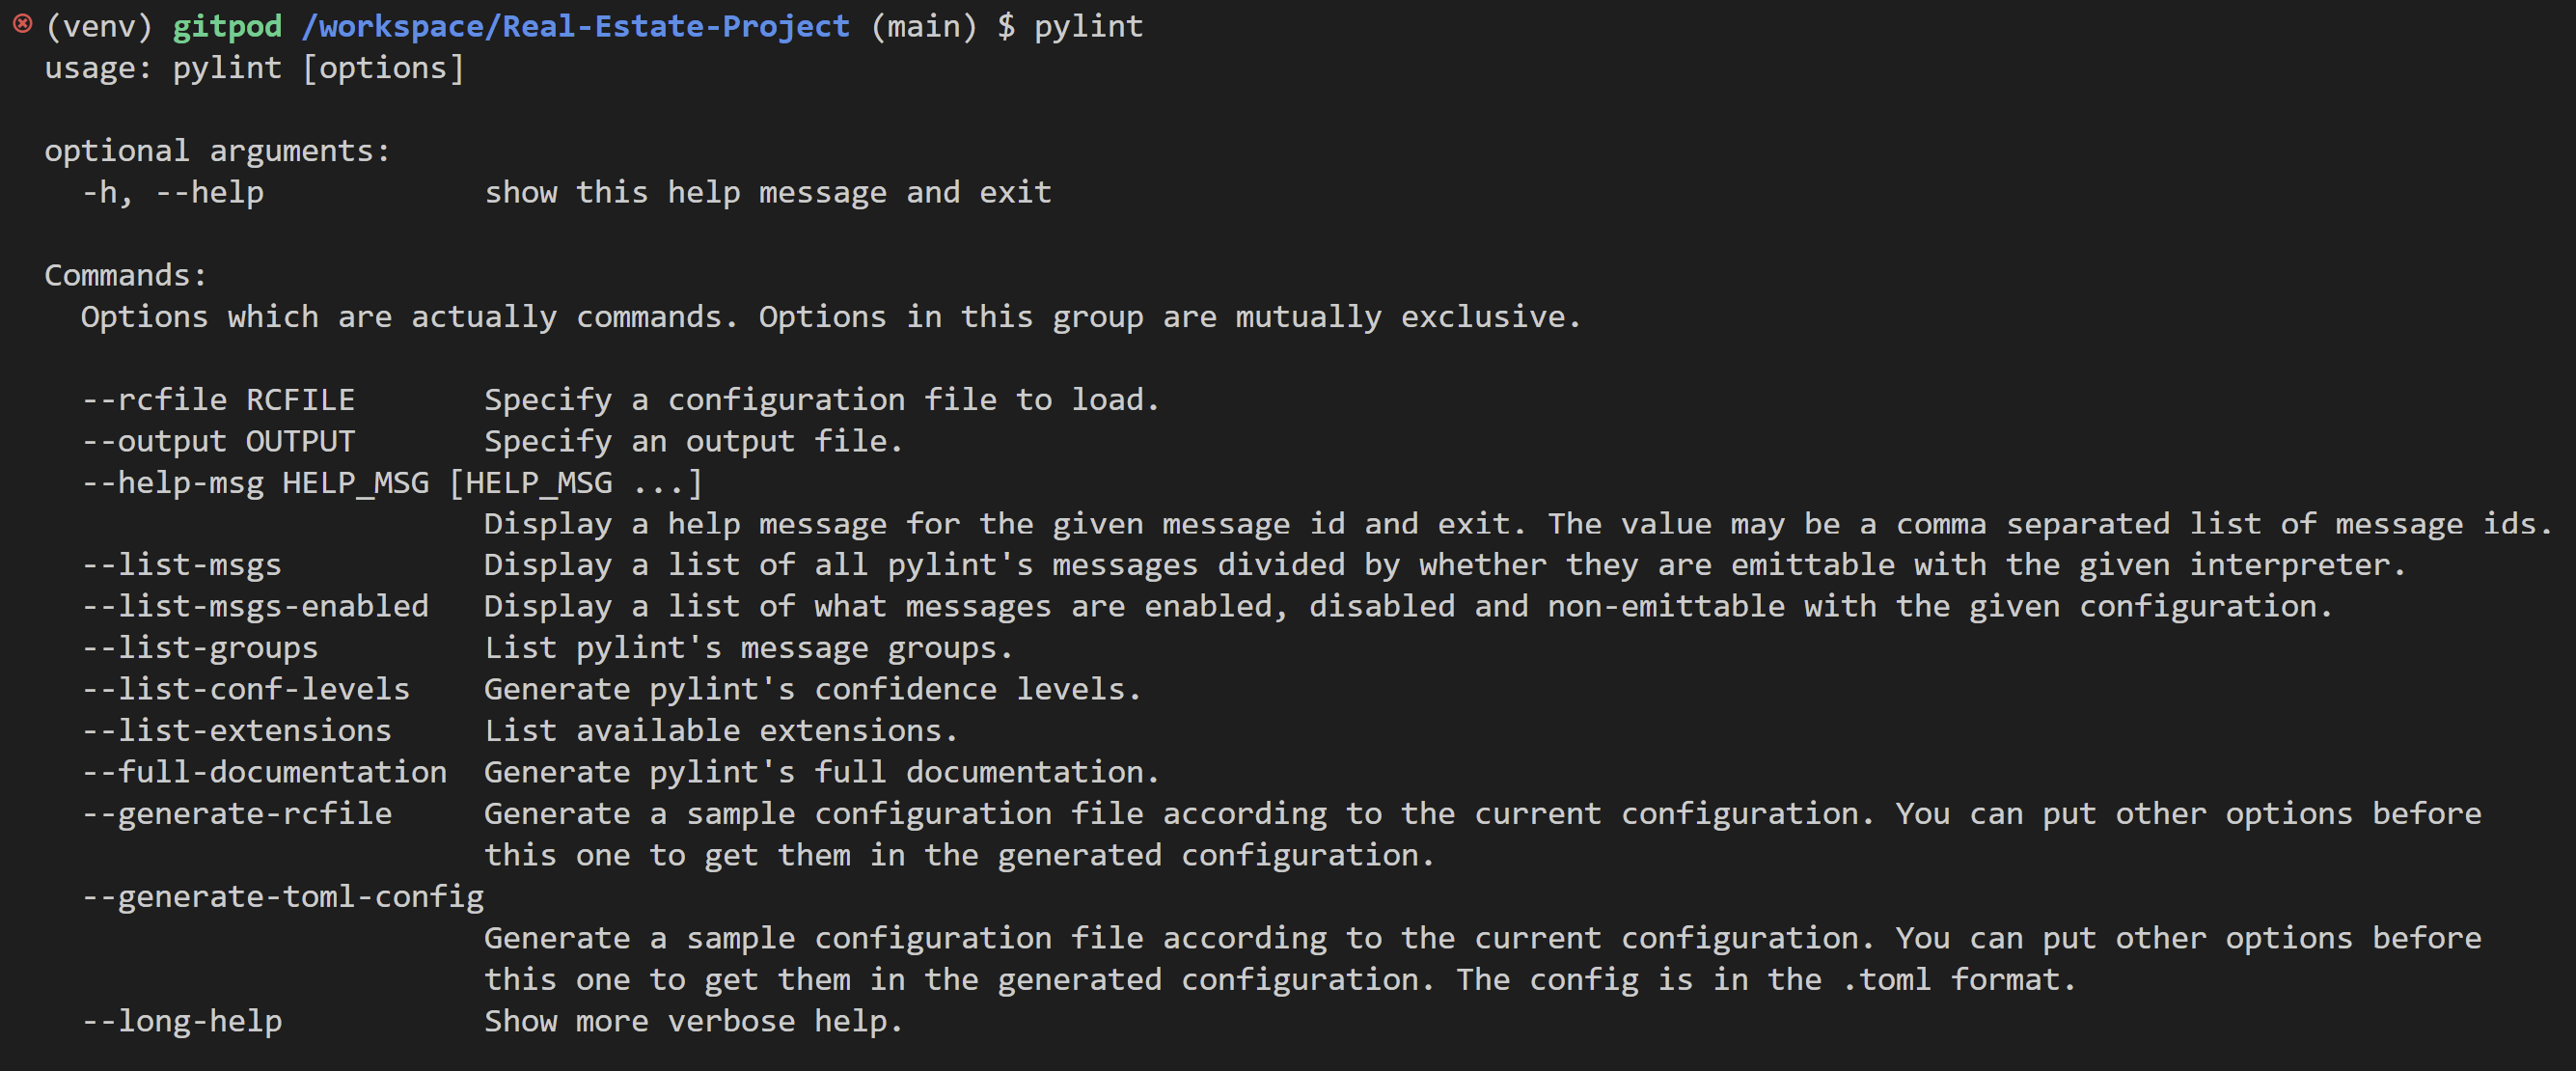 (venv) gitpod /workspace/Real-Estate-Project (main) $ pylint
usage: pylint [options]

optional arguments:
  -h, --help            show this help message and exit

Commands:
  Options which are actually commands. Options in this group are mutually exclusive.

  --rcfile RCFILE       Specify a configuration file to load.
  --output OUTPUT       Specify an output file.
  --help-msg HELP_MSG [HELP_MSG ...]
                        Display a help message for the given message id and exit. The value may be a comma separated list of message ids.
  --list-msgs           Display a list of all pylint's messages divided by whether they are emittable with the given interpreter.
  --list-msgs-enabled   Display a list of what messages are enabled, disabled and non-emittable with the given configuration.
  --list-groups         List pylint's message groups.
  --list-conf-levels    Generate pylint's confidence levels.
  --list-extensions     List available extensions.
  --full-documentation  Generate pylint's full documentation.
  --generate-rcfile     Generate a sample configuration file according to the current configuration. You can put other options before
                        this one to get them in the generated configuration.
  --generate-toml-config
                        Generate a sample configuration file according to the current configuration. You can put other options before
                        this one to get them in the generated configuration. The config is in the .toml format.
  --long-help           Show more verbose help.